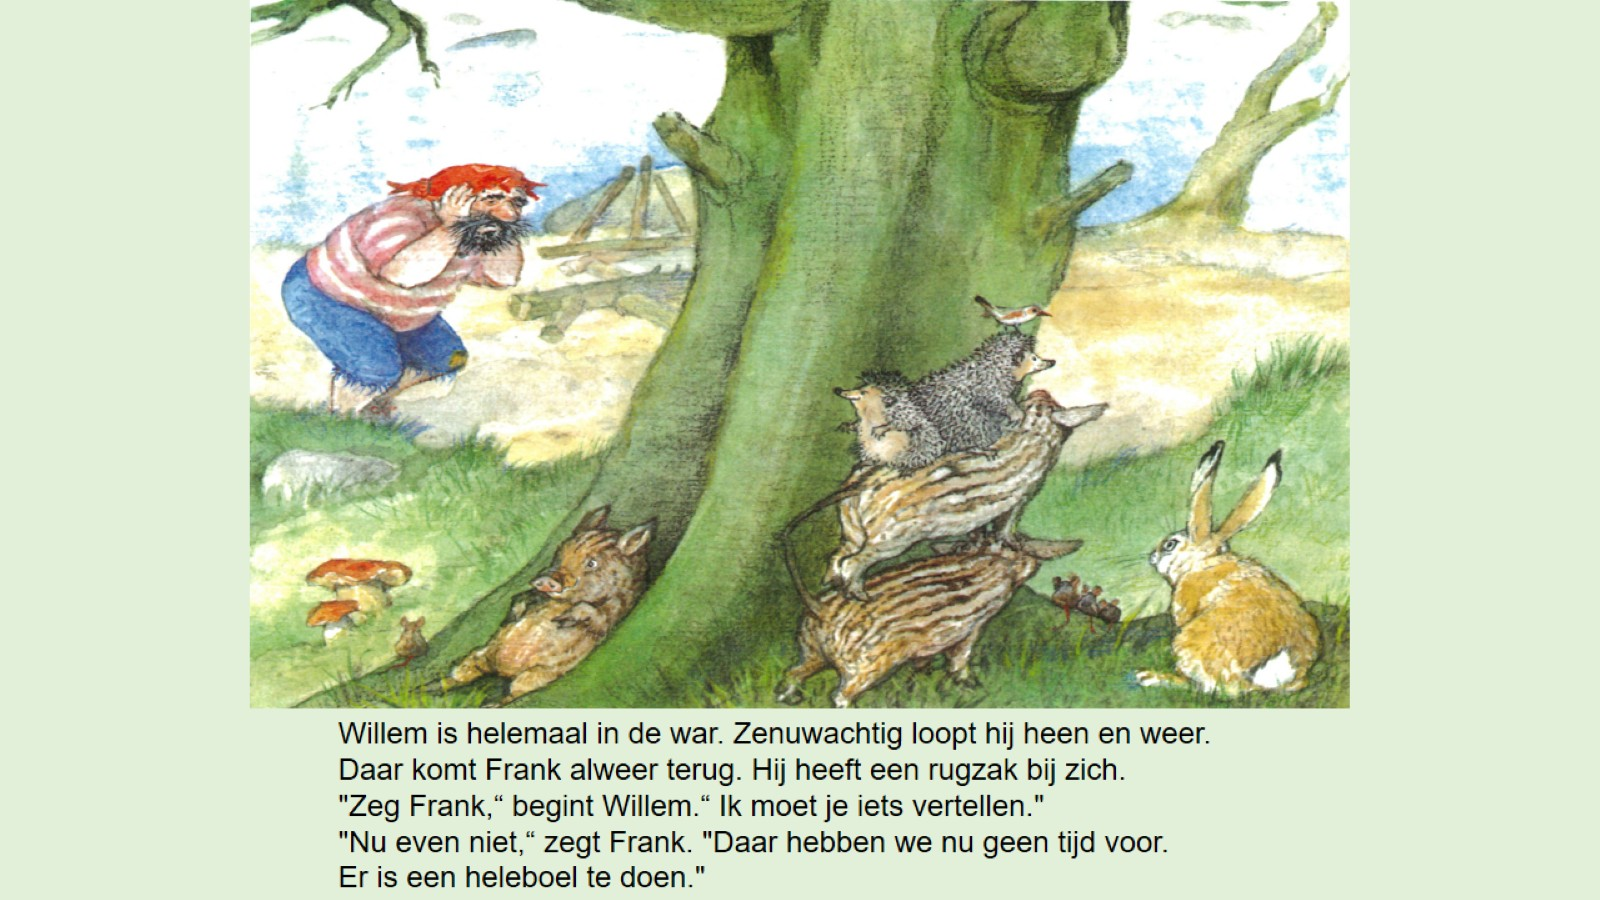 Willem is helemaal in de war. Zenuwachtig loopt hij heen en weer.
Daar komt Frank alweer terug. Hij heeft een rugzak bij zich.
"Zeg Frank,“ begint Willem.“ Ik moet je iets vertellen."
"Nu even niet,“ zegt Frank. "Daar hebben we nu geen tijd voor.
Er is een heleboel te doen."